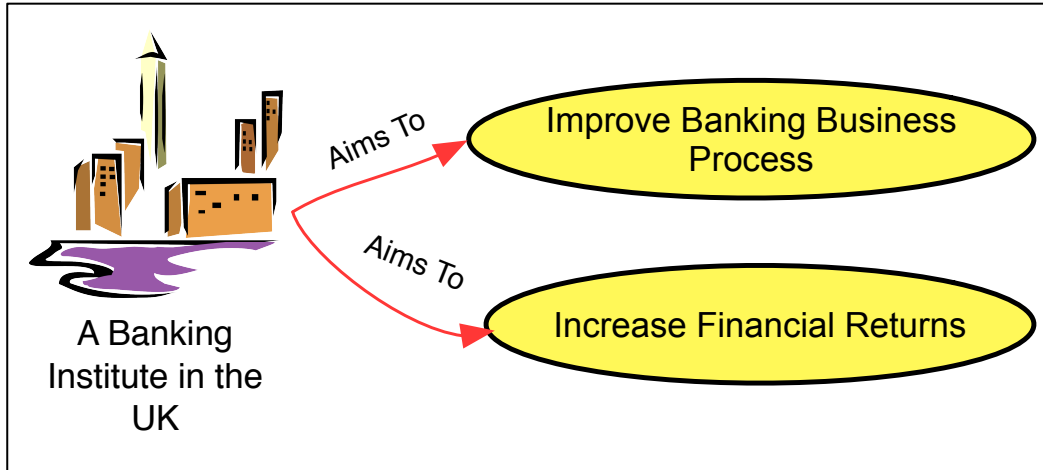 Aims To
Improve Banking Business
Process
Aims To
Increase Financial Returns
A Banking
Institute in the
UK